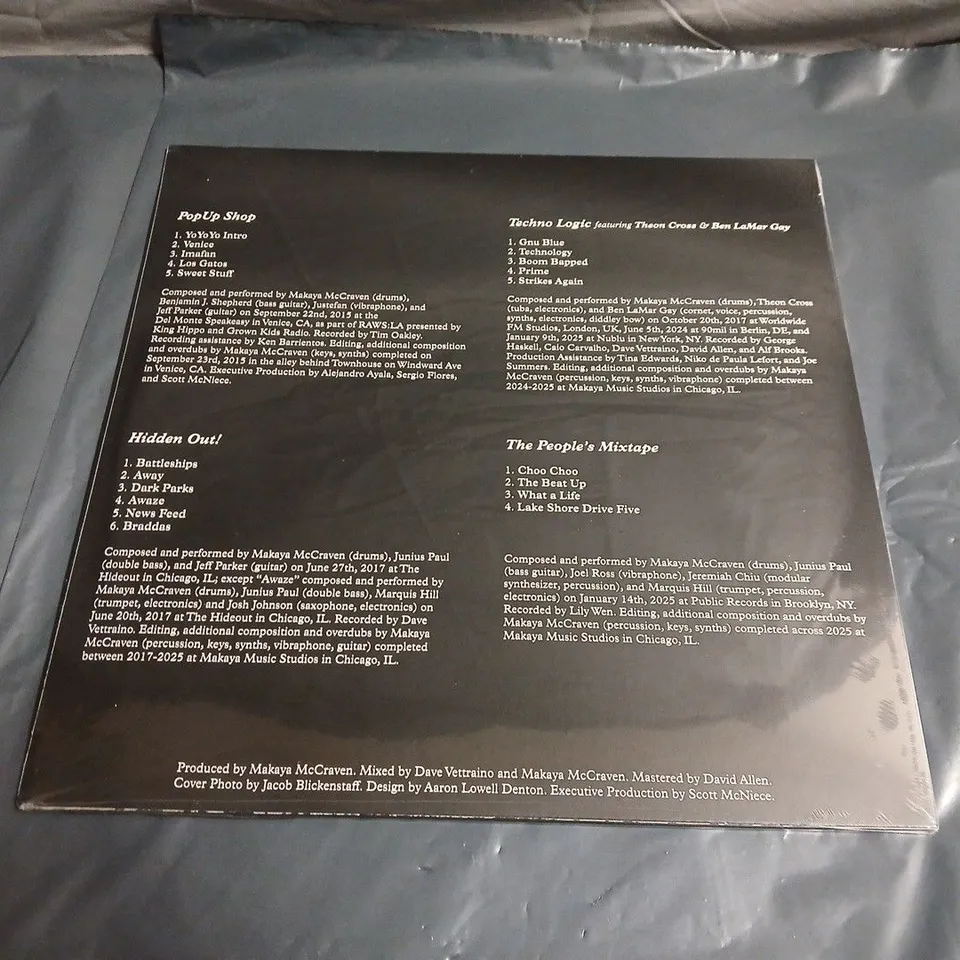 PopUp Shop
1. YoYoYo Intro
2. Venice
3. Imafan
4. Los Gatos
5. Sweet Stuff
Composed and performed by Makaya McCraven (drums),
Benjamin J. Shepherd (bass guitar), Justefan (vibraphone), and
Jeff Parker (guitar) on September 22nd, 2015 at the
Del Monte Speakeasy in Venice, CA, as part of RAWS:LA presented by
King Hippo and Grown Kids Radio. Recorded by Tim Oakley.
Recording assistance by Ken Barrientos. Editing, additional composition
and overdubs by Makaya McCraven (keys, synths) completed on
September 23rd, 2015 in the alley behind Townhouse on Windward Ave
in Venice, CA. Executive Production by Alejandro Ayala, Sergio Flores,
and Scott McNiece.
Hidden Out!
1. Battleships
2. Away
3. Dark Parks
4. Awaze
5. News Feed
6. Braddas
Composed and performed by Makaya McCraven (drums), Junius Paul
(double bass), and Jeff Parker (guitar) on June 27th, 2017 at The
Hideout in Chicago, IL; except "Awaze" composed and performed by
Makaya McCraven (drums), Junius Paul (double bass), Marquis Hill
(trumpet, electronics) and Josh Johnson (saxophone, electronics) on
June 20th, 2017 at The Hideout in Chicago, IL. Recorded by Dave
Vettraino. Editing, additional composition and overdubs by Makaya
McCraven (percussion, keys, synths, vibraphone, guitar) completed
between 2017-2025 at Makaya Music Studios in Chicago, IL.
Techno Logic featuring Theon Cross & Ben LaMar Gay
1. Gnu Blue
2. Technology
3. Boom Bapped
4. Prime
5. Strikes Again
Composed and performed by Makaya McCraven (drums), Theon Cross
(tuba, electronics), and Ben LaMar Gay (cornet, voice, percussion,
synths, electronics, diddley bow) on October 20th, 2017 at Worldwide
FM Studios, London, UK, June 5th, 2024 at 90mil in Berlin, DE, and
January 9th, 2025 at Nublu in New York, NY. Recorded by George
Haskell, Caio Carvalho, Dave Vettraino, David Allen, and Alf Brooks.
Production Assistance by Tina Edwards, Niko de Paula Lefort, and Joe
Summers. Editing, additional composition and overdubs by Makaya
McCraven (percussion, keys, synths, vibraphone) completed between
2024-2025 at Makaya Music Studios in Chicago, IL.
The People's Mixtape
1. Choo Choo
2. The Beat Up
3. What a Life
4. Lake Shore Drive Five
Composed and performed by Makaya McCraven (drums), Junius Paul
(bass guitar), Joel Ross (vibraphone), Jeremiah Chiu (modular
synthesizer, percussion), and Marquis Hill (trumpet, percussion,
electronics) on January 14th, 2025 at Public Records in Brooklyn, NY.
Recorded by Lily Wen. Editing, additional composition and overdubs by
Makaya McCraven (percussion, keys, synths) completed across 2025 at
Makaya Music Studios in Chicago, IL.
Produced by Makaya McCraven. Mixed by Dave Vettraino and Makaya McCraven. Mastered by David Allen.
Cover Photo by Jacob Blickenstaff. Design by Aaron Lowell Denton. Executive Production by Scott McNiece.